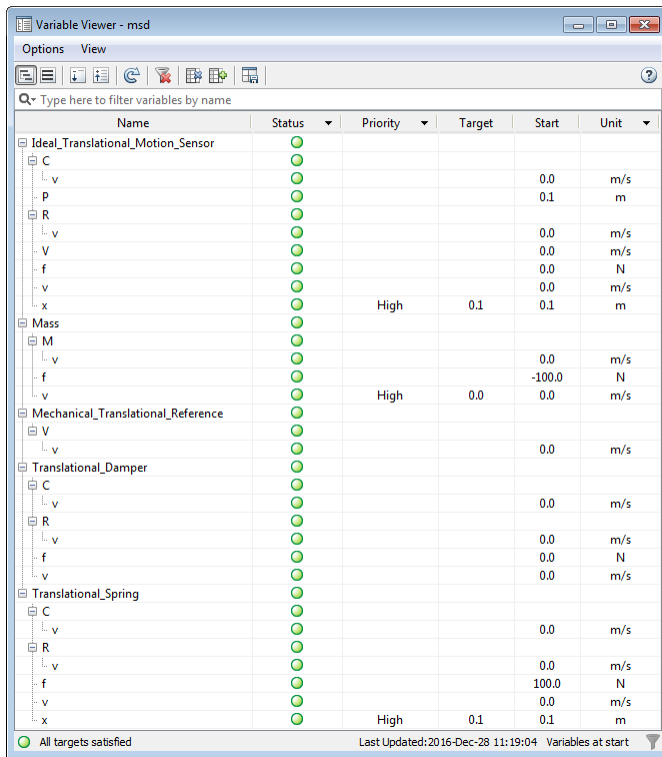 Variable Viewer - msd
Options View
Type here to filter variables by name
Name Status Priority Target Start Unit
Ideal_Translational_Motion_Sensor
C
v 0.0 m/s
P 0.1 m
R
v 0.0 m/s
V 0.0 m/s
f 0.0 N
v 0.0 m/s
x High 0.1 0.1 m
Mass
M
v 0.0 m/s
f -100.0 N
v High 0.0 0.0 m/s
Mechanical_Translational_Reference
V
v 0.0 m/s
Translational_Damper
C
v 0.0 m/s
R
v 0.0 m/s
f 0.0 N
v 0.0 m/s
Translational_Spring
C
v 0.0 m/s
R
v 0.0 m/s
f 100.0 N
v 0.0 m/s
x High 0.1 0.1 m
All targets satisfied Last Updated:2016-Dec-28 11:19:04 Variables at start